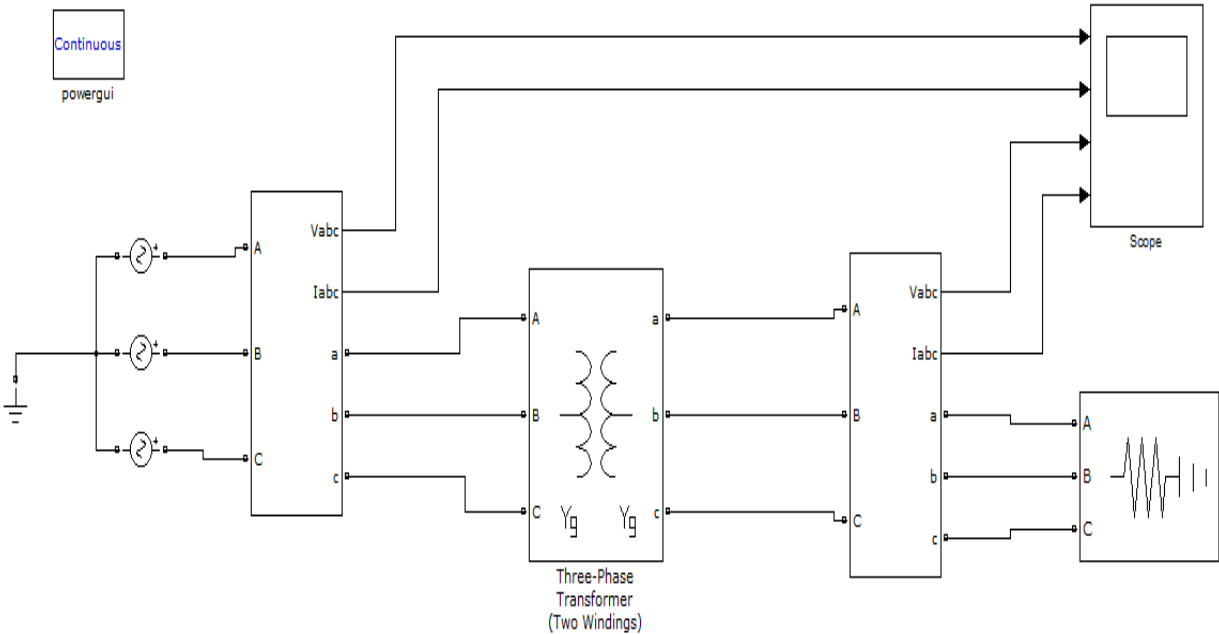 Continuous
powergui
Scope
Vabc
Iabc
A
B
C
a
b
c
A
B
C
a
b
c
Yg Yg
Three-Phase
Transformer
(Two Windings)
Vabc
Iabc
A
B
C
a
b
c
A
B
C